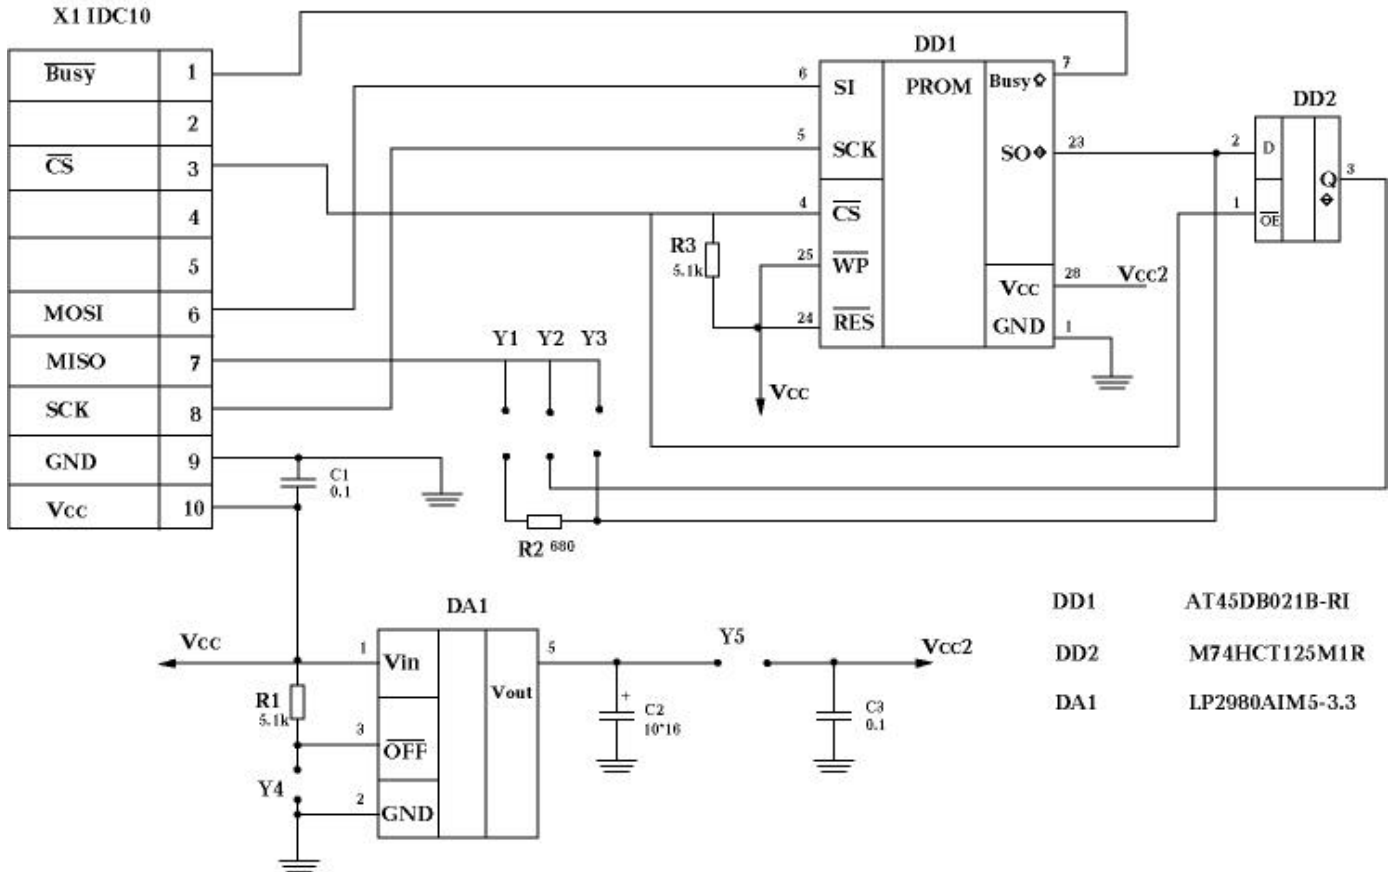 X1 IDC10
Busy 1
2
CS 3
4
5
MOSI 6
MISO 7
SCK 8
GND 9
Vcc 10
DD1
6 SI PROM Busy 7
5 SCK SO 23
4 CS
25 WP Vcc 28 Vcc2
24 RES GND 1
DD2
2 D Q 3
1 OE
R3
5.1k
Vcc
Y1 Y2 Y3
C1
0.1
R2 680
DA1
Vcc 1 Vin Vout 5
R1
5.1k
3 OFF
Y4
2 GND
Y5
Vcc2
+
C2
10*16
C3
0.1
DD1 AT45DB021B-RI
DD2 M74HCT125M1R
DA1 LP2980AIM5-3.3